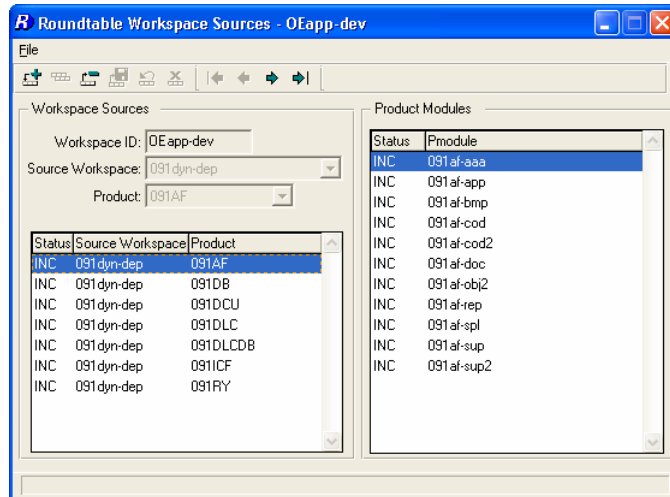 R Roundtable Workspace Sources - OEapp-dev
File
Workspace Sources
Workspace ID: OEapp-dev
Source Workspace: 091dyn-dep
Product: 091AF
Status Source Workspace Product
INC 091dyn-dep 091AF
INC 091dyn-dep 091DB
INC 091dyn-dep 091DCU
INC 091dyn-dep 091DLC
INC 091dyn-dep 091DLCDB
INC 091dyn-dep 091ICF
INC 091dyn-dep 091RY
Product Modules
Status Pmodule
INC 091af-aaa
INC 091af-app
INC 091af-bmp
INC 091af-cod
INC 091af-cod2
INC 091af-doc
INC 091af-obj2
INC 091af-rep
INC 091af-spl
INC 091af-sup
INC 091af-sup2